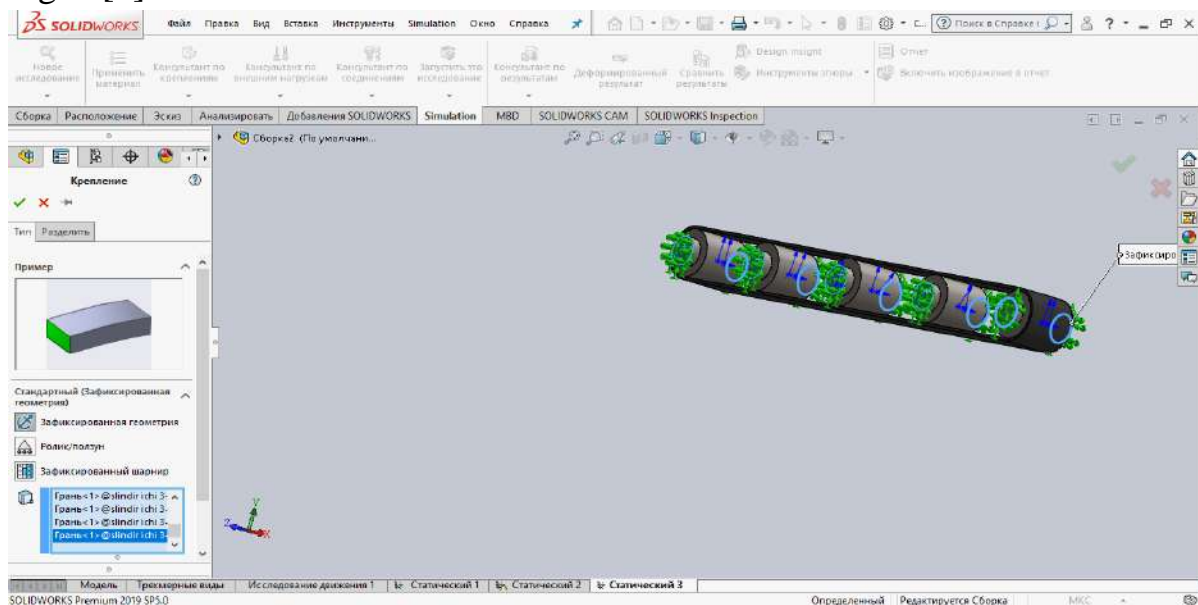 SOLIDWORKS
Файл Правка Вид Вставка Инструменты Simulation Окно Справка
Поиск в Справке
Новое исследование
Применить материал
Консультант по креплениям
Консультант по внешним нагрузкам
Консультант по соединениям
Запустить это исследование
Консультант по результатам
Деформированный результат
Сравнить результаты
Design Insight
Инструменты эпюры
Отчет
Включить изображение в отчет
Сборка Расположение Эскиз Анализировать Добавления SOLIDWORKS Simulation MBD SOLIDWORKS CAM SOLIDWORKS Inspection
Сборка2 (По умолчани...
Крепление
Тип Разделить
Пример
Стандартный (Зафиксированная
геометрия)
Зафиксированная геометрия
Ролик/ползун
Зафиксированный шарнир
Грань<1>@slindir ichi 3-
Грань<1>@slindir ichi 3-
Грань<1>@slindir ichi 3-
Грань<1>@slindir ichi 3-
Зафиксиро
Y
Z
X
Модель Трехмерные виды Исследование движения 1 Статический 1 Статический 2 Статический 3
SOLIDWORKS Premium 2019 SP5.0 Определенный Редактируется Сборка МКС